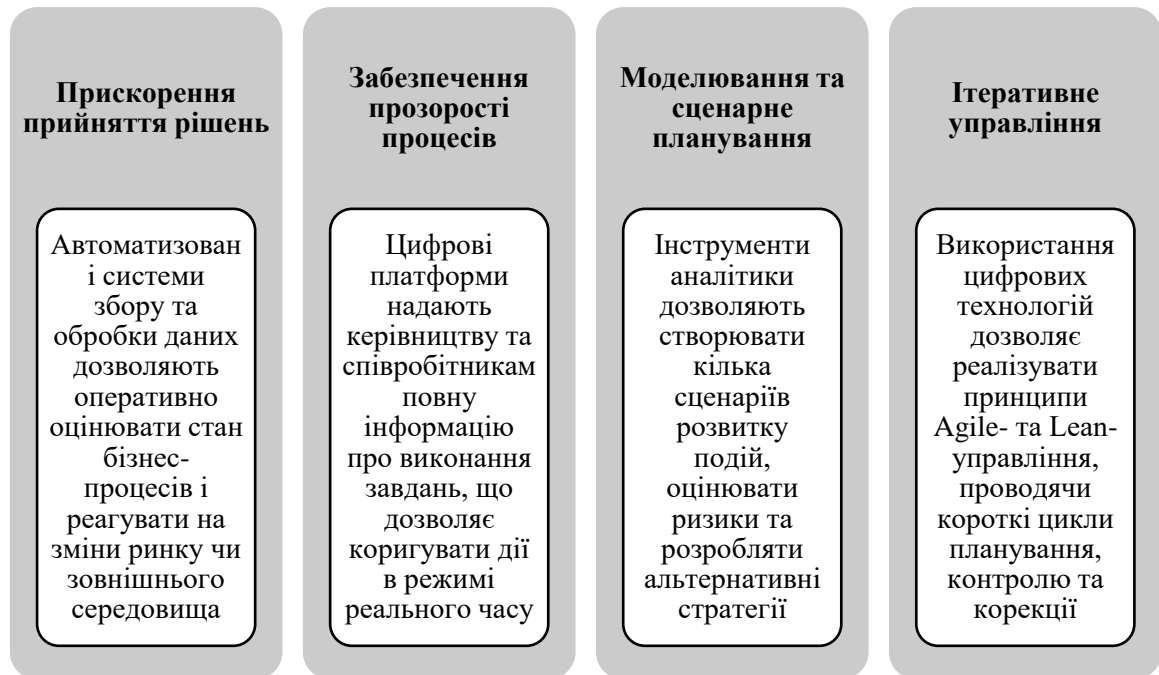 Прискорення
прийняття рішень
Автоматизован
і системи
збору та
обробки даних
дозволяють
оперативно
оцінювати стан
бізнес-
процесів і
реагувати на
зміни ринку чи
зовнішнього
середовища
Забезпечення
прозорості
процесів
Цифрові
платформи
надають
керівництву та
співробітникам
повну
інформацію
про виконання
завдань, що
дозволяє
коригувати дії
в режимі
реального часу
Моделювання та
сценарне
планування
Інструменти
аналітики
дозволяють
створювати
кілька
сценаріїв
розвитку
подій,
оцінювати
ризики та
розробляти
альтернативні
стратегії
Ітеративне
управління
Використання
цифрових
технологій
дозволяє
реалізувати
принципи
Agile- та Lean-
управління,
проводячи
короткі цикли
планування,
контролю та
корекції